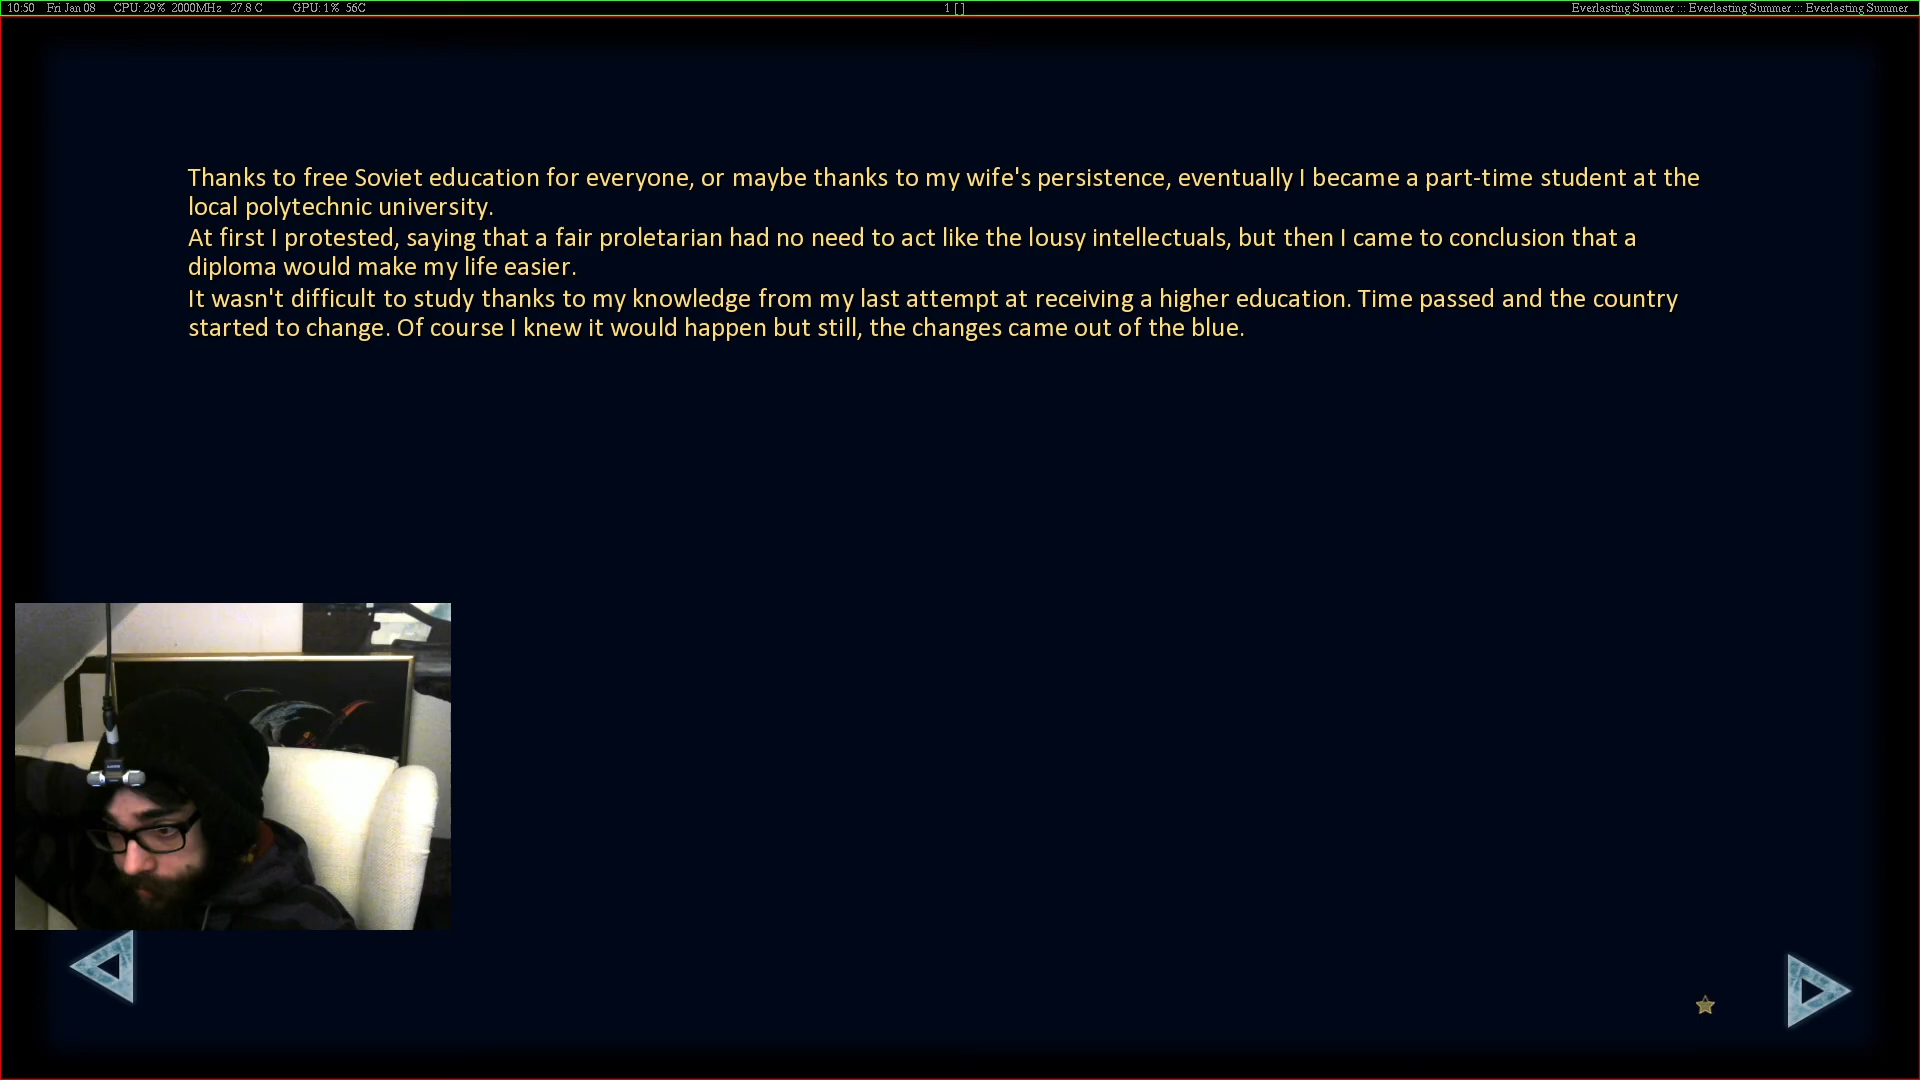 10:50 Fri Jan 08 CPU: 29% 2000MHz 27.8 C GPU: 1% 56C 1 [ ] Everlasting Summer ::: Everlasting Summer ::: Everlasting Summer
Thanks to free Soviet education for everyone, or maybe thanks to my wife's persistence, eventually I became a part-time student at the
local polytechnic university.
At first I protested, saying that a fair proletarian had no need to act like the lousy intellectuals, but then I came to conclusion that a
diploma would make my life easier.
It wasn't difficult to study thanks to my knowledge from my last attempt at receiving a higher education. Time passed and the country
started to change. Of course I knew it would happen but still, the changes came out of the blue.